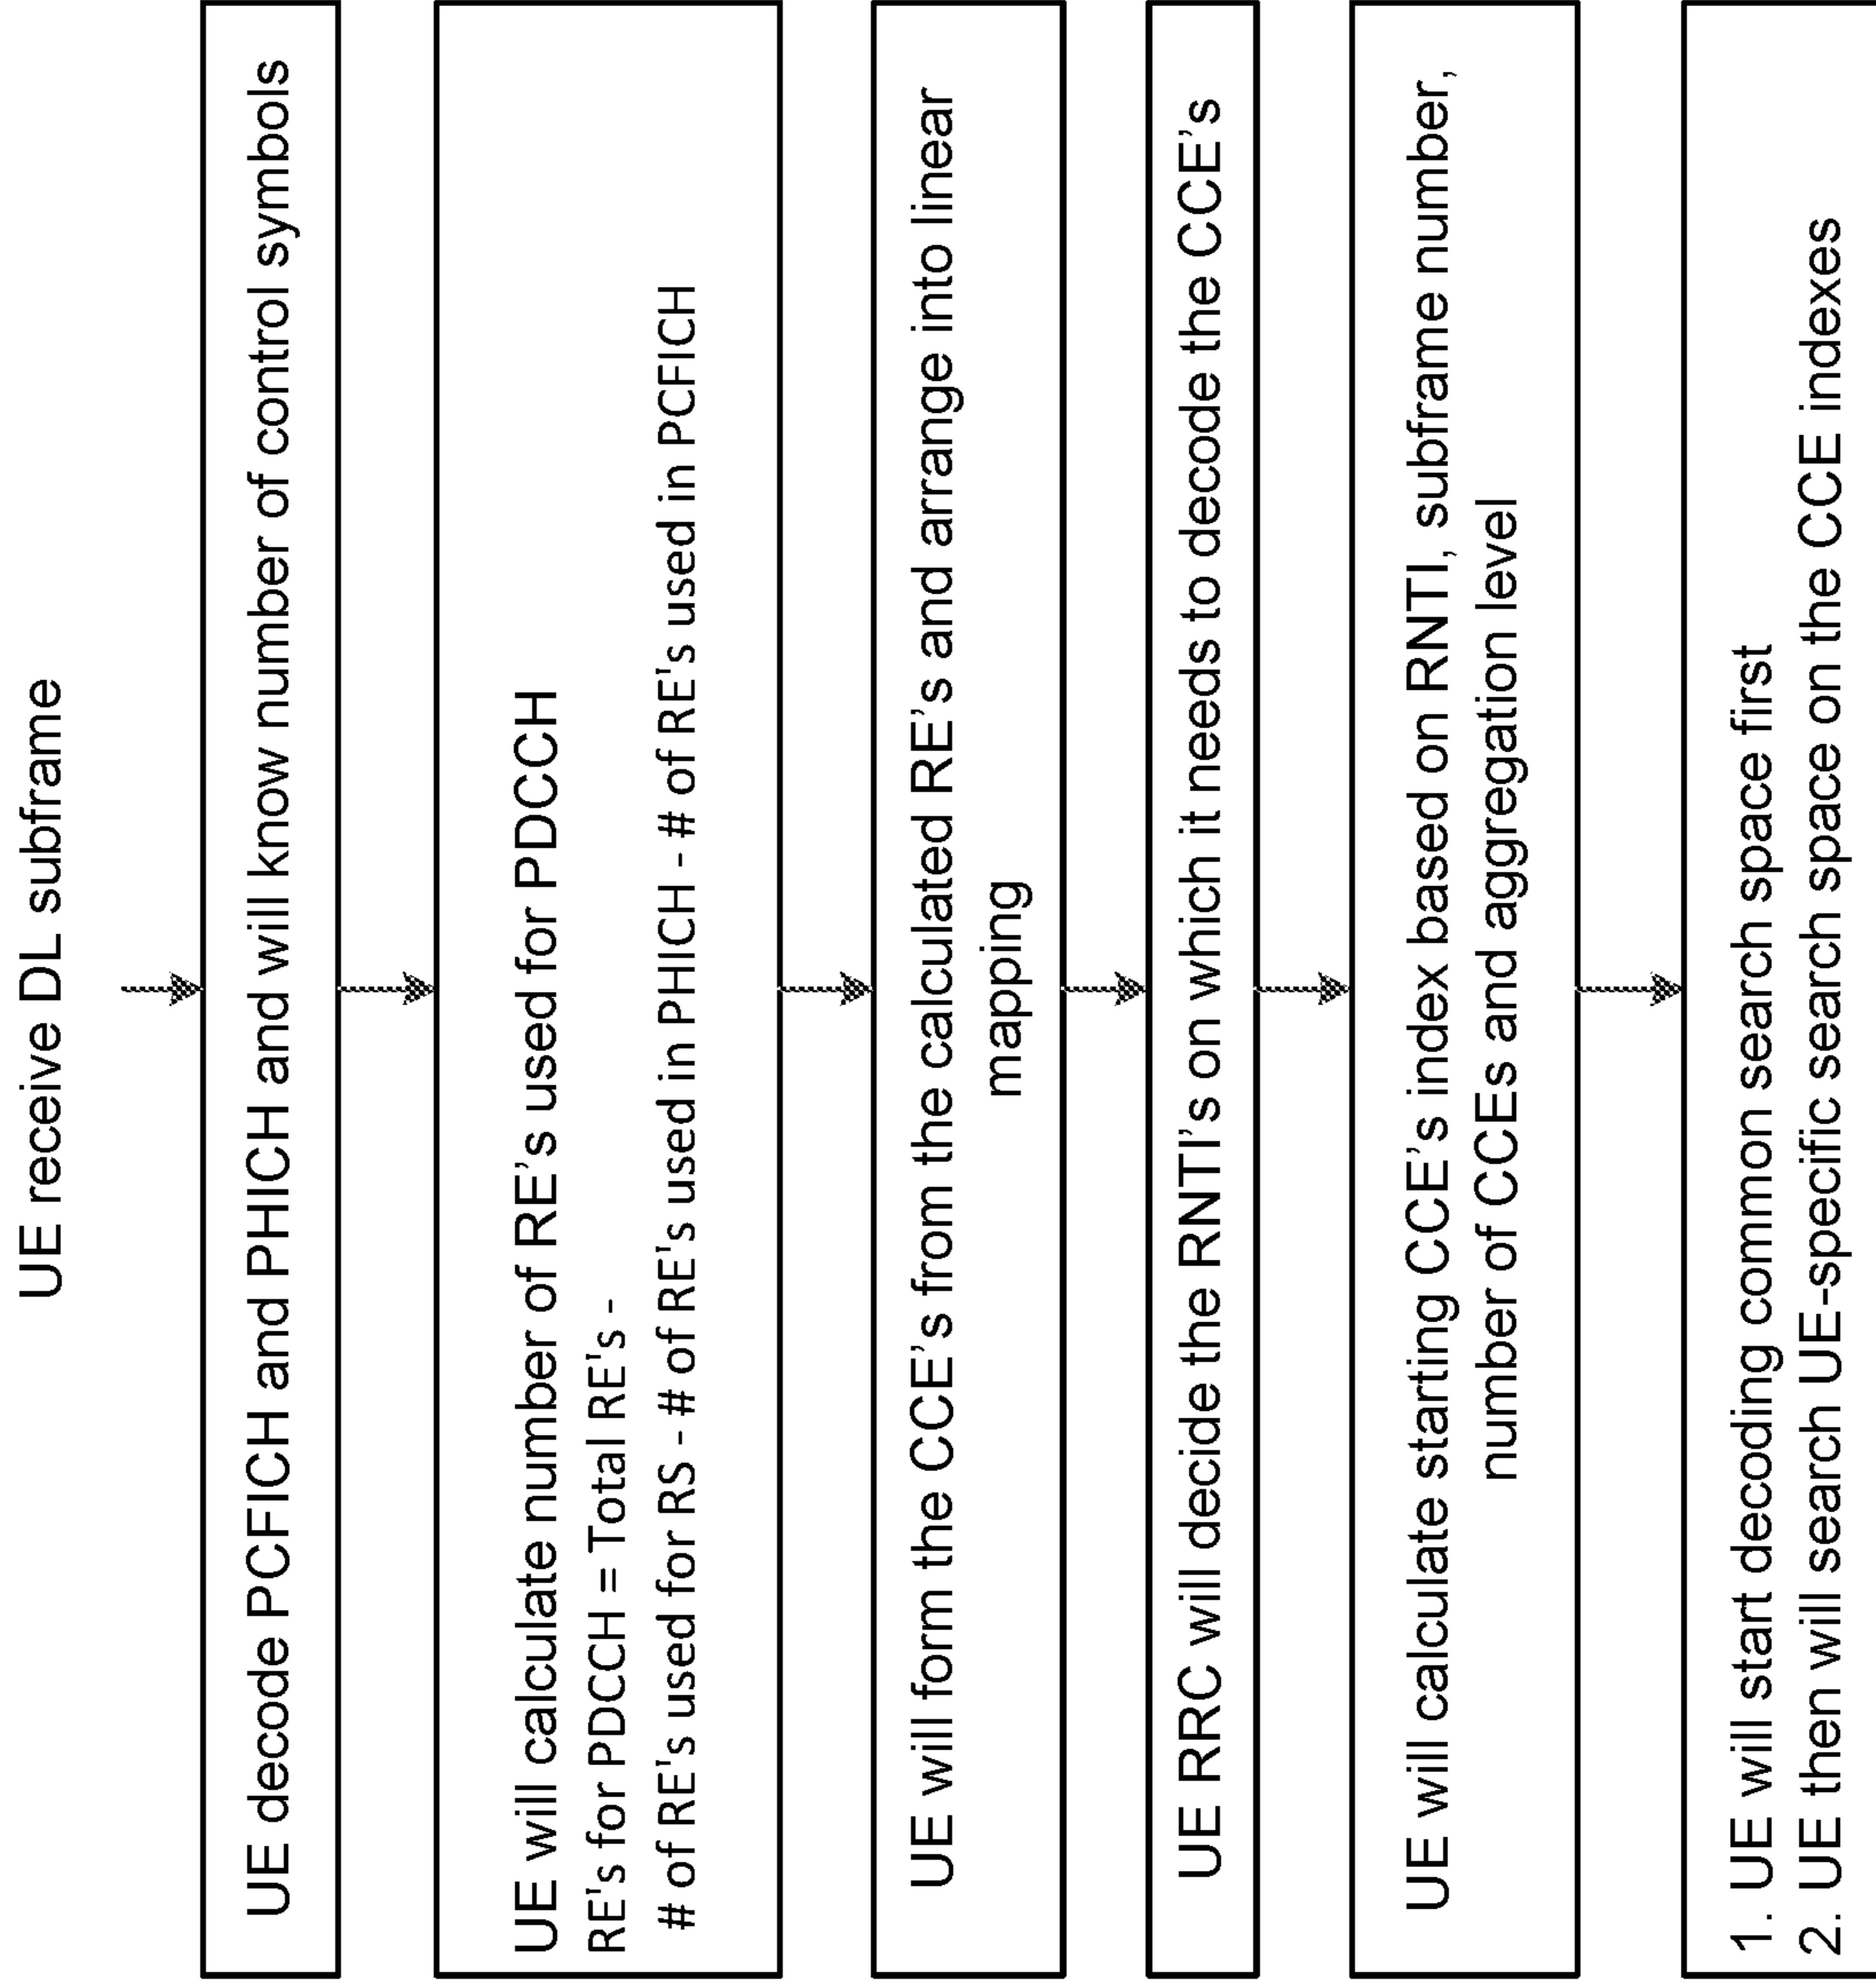 UE receive DL subframe
UE decode PCFICH and PHICH and will know number of control symbols
UE will calculate number of RE's used for PDCCH
RE's for PDCCH = Total RE's -
# of RE's used for RS - # of RE's used in PHICH - # of RE's used in PCFICH
UE will form the CCE's from the calculated RE's and arrange into linear
mapping
UE RRC will decide the RNTI's on which it needs to decode the CCE's
UE will calculate starting CCE's index based on RNTI, subframe number,
number of CCEs and aggregation level
1. UE will start decoding common search space first
2. UE then will search UE-specific search space on the CCE indexes